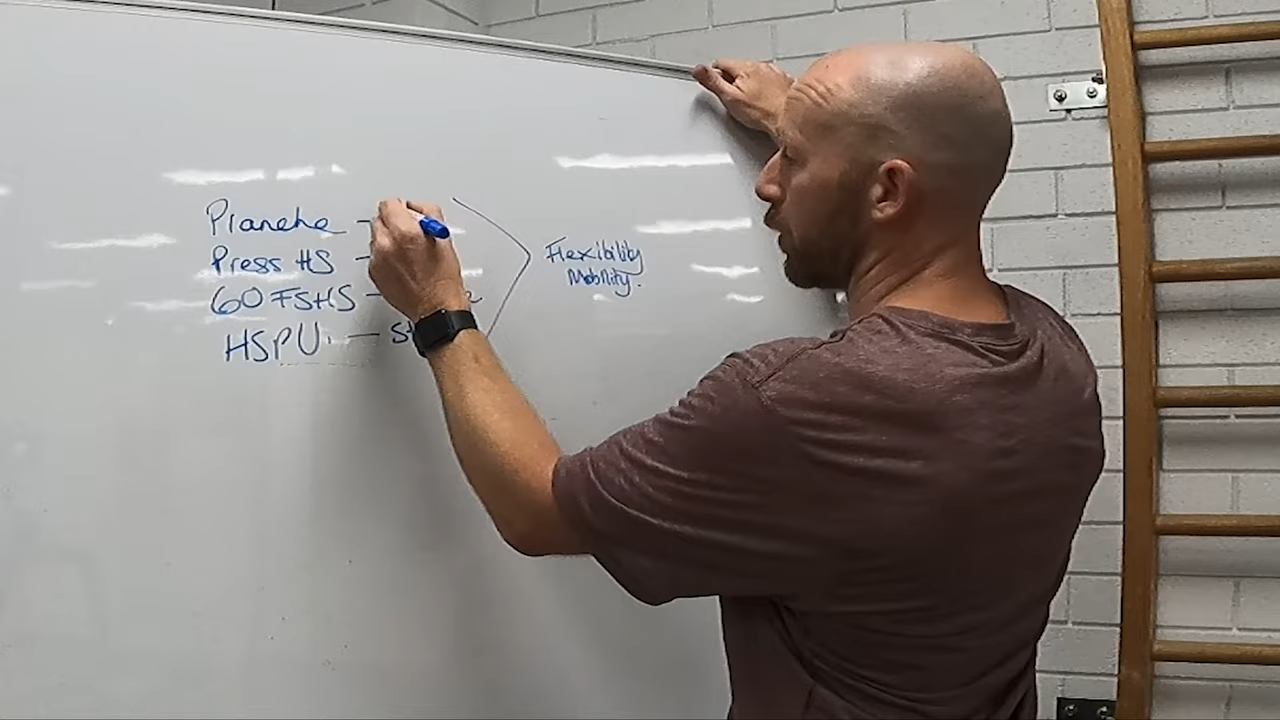 Planche -
Press HS -
60 FSHS -
HSPU. -
Flexibility
Mobility.